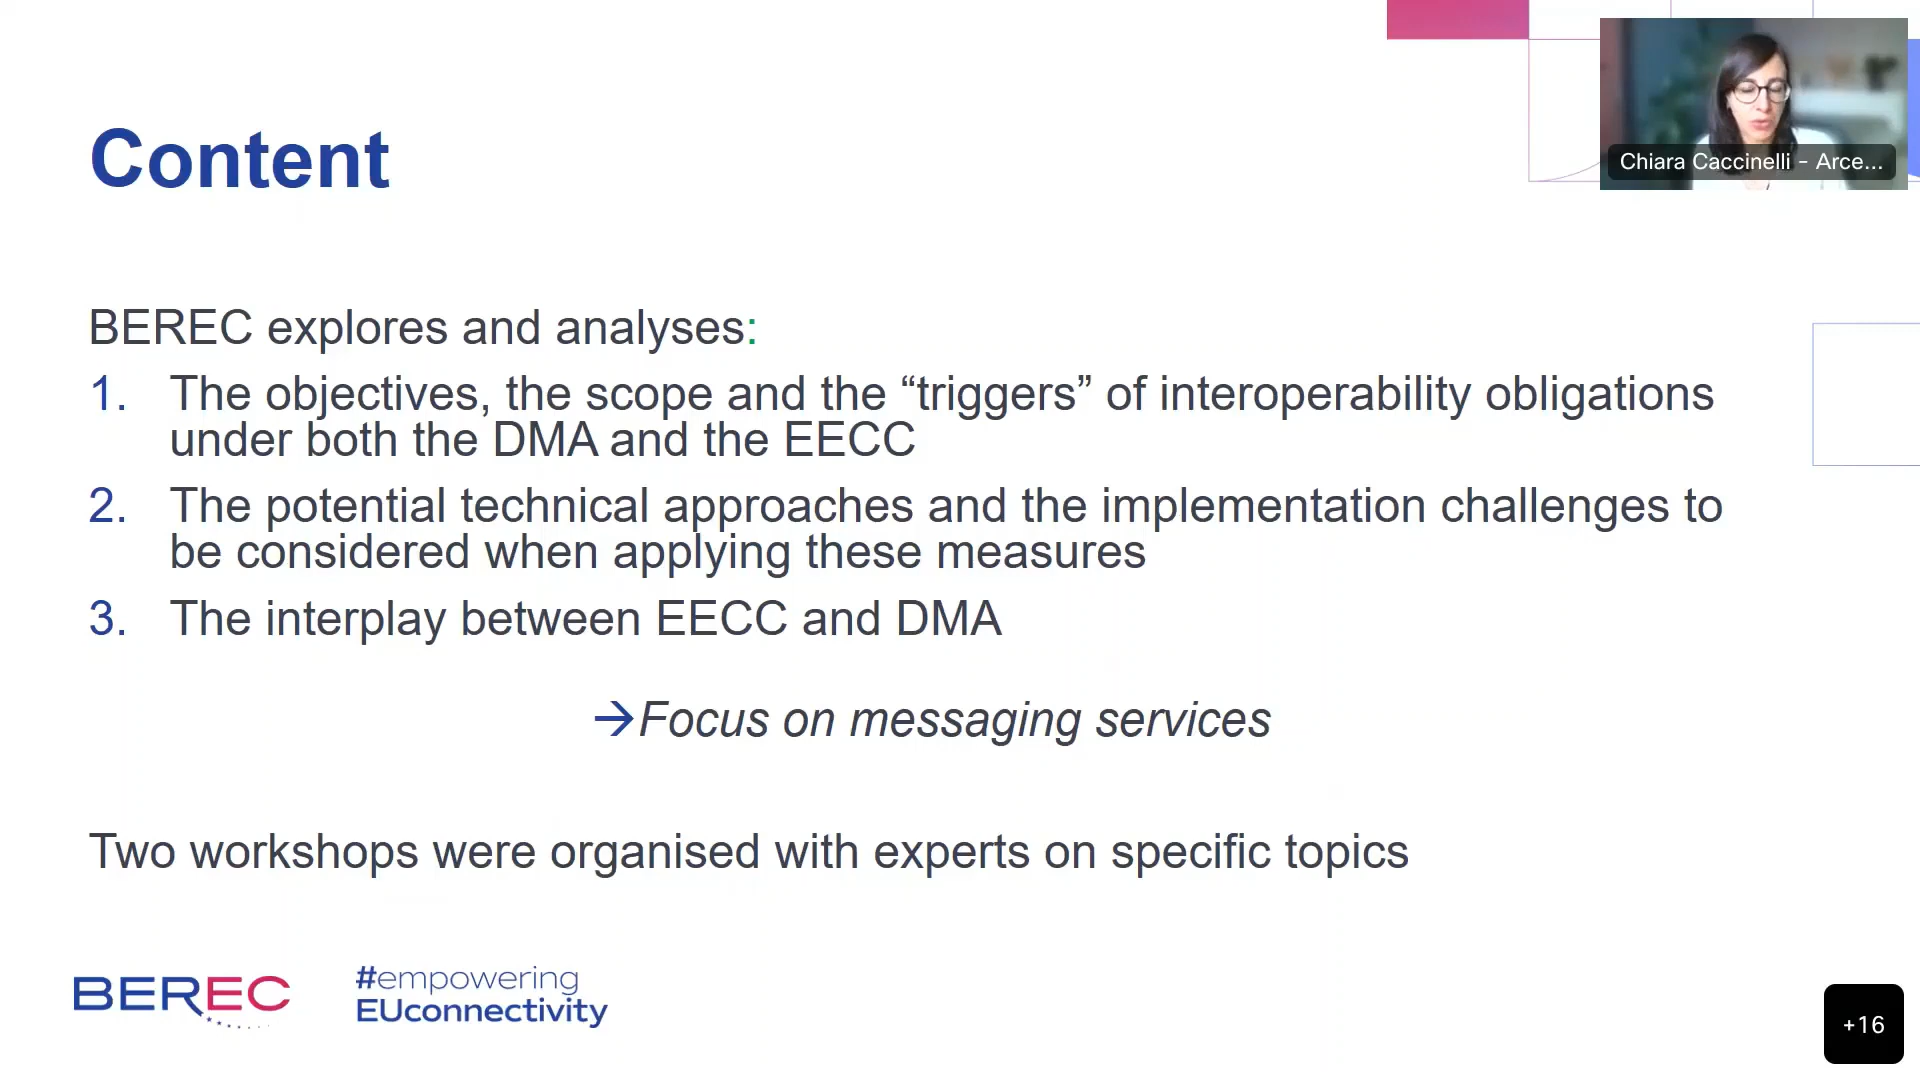 Content
Chiara Caccinelli - Arce...
BEREC explores and analyses:
1. The objectives, the scope and the “triggers” of interoperability obligations
under both the DMA and the EECC
2. The potential technical approaches and the implementation challenges to
be considered when applying these measures
3. The interplay between EECC and DMA
→Focus on messaging services
Two workshops were organised with experts on specific topics
BEREC
#empowering
EUconnectivity
+16